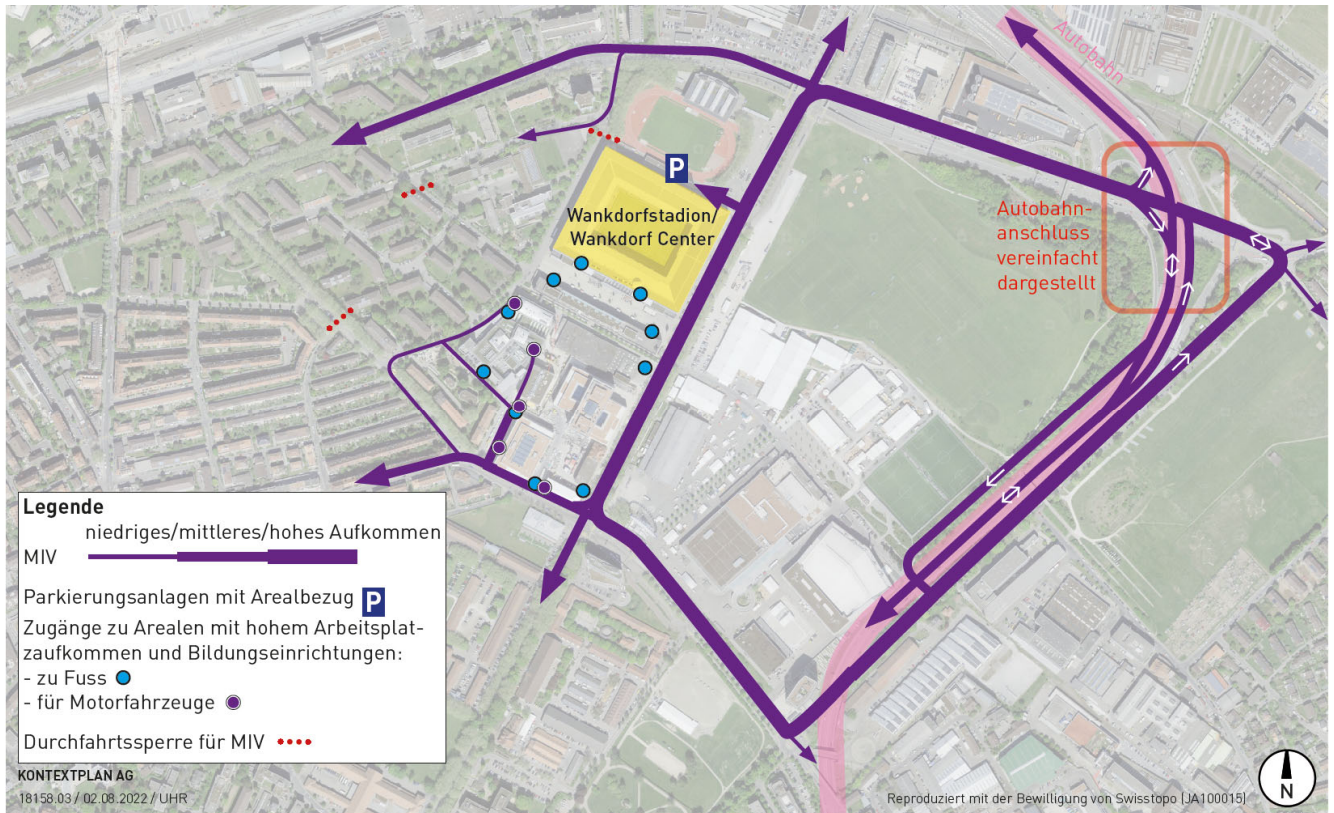 Autobahn
P
Wankdorfstadion/
Wankdorf Center
Autobahn-
anschluss
vereinfacht
dargestellt
Legende
niedriges/mittleres/hohes Aufkommen
MIV
Parkierungsanlagen mit Arealbezug P
Zugänge zu Arealen mit hohem Arbeitsplat-
zaufkommen und Bildungseinrichtungen:
- zu Fuss
- für Motorfahrzeuge
Durchfahrtssperre für MIV
KONTEXTPLAN AG
18158.03 / 02.08.2022 / UHR
Reproduziert mit der Bewilligung von Swisstopo (JA100015)
N